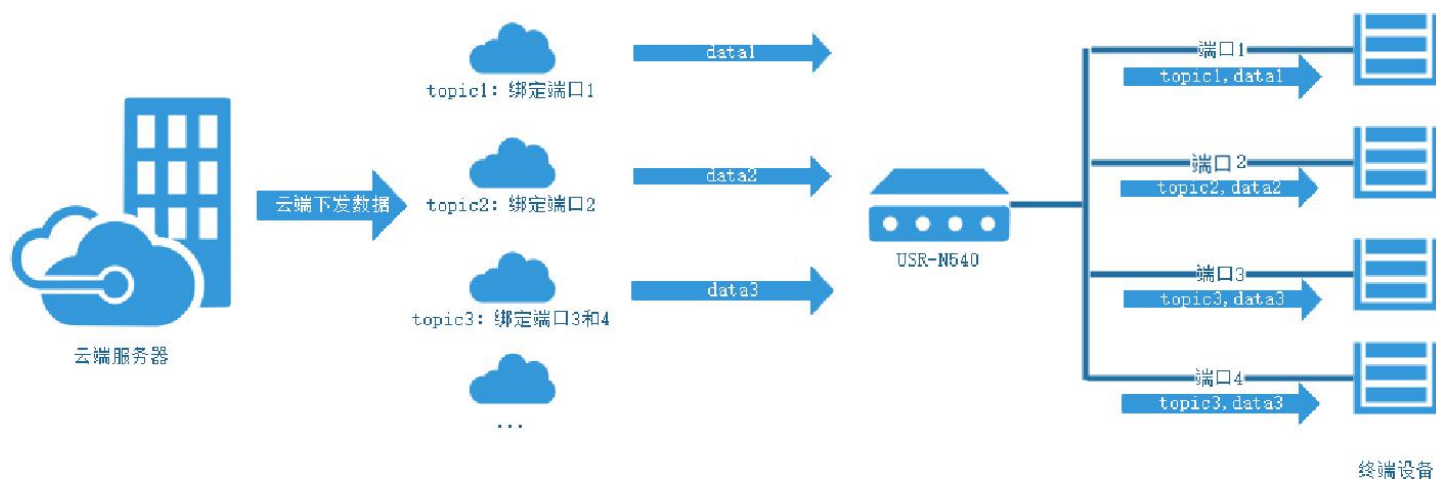 data1
topic1: 绑定端口1
云端下发数据
data2
topic2: 绑定端口2
data3
topic3: 绑定端口3和4
...
云端服务器
USR-N540
端口1
topic1,data1
端口2
topic2,data2
端口3
topic3,data3
端口4
topic3,data3
终端设备